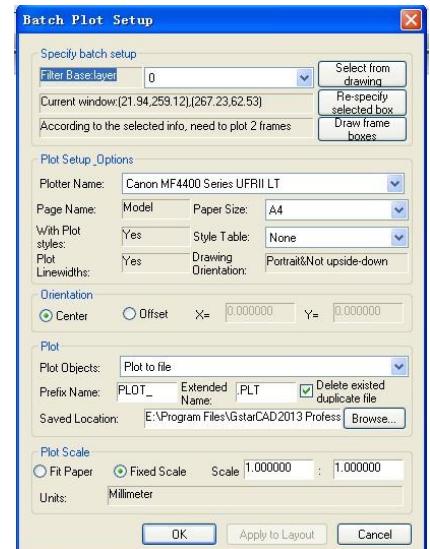 Batch Plot Setup
Specify batch setup
Filter Base:layer 0 Select from drawing
Current window:(21.94,259.12),(267.23,62.53) Re-specify selected box
According to the selected info, need to plot 2 frames Draw frame boxes
Plot Setup_Options
Plotter Name: Canon MF4400 Series UFRII LT
Page Name: Model Paper Size: A4
With Plot styles: Yes Style Table: None
Plot Linewidths: Yes Drawing Orientation: Portrait&Not upside-down
Orientation
Center Offset X= 0.000000 Y= 0.000000
Plot
Plot Objects: Plot to file
Prefix Name: PLOT_ Extended Name: .PLT Delete existed duplicate file
Saved Location: E:\Program Files\GstarCAD2013 Profess Browse...
Plot Scale
Fit Paper Fixed Scale Scale 1.000000 : 1.000000
Units: Millimeter
OK Apply to Layout Cancel